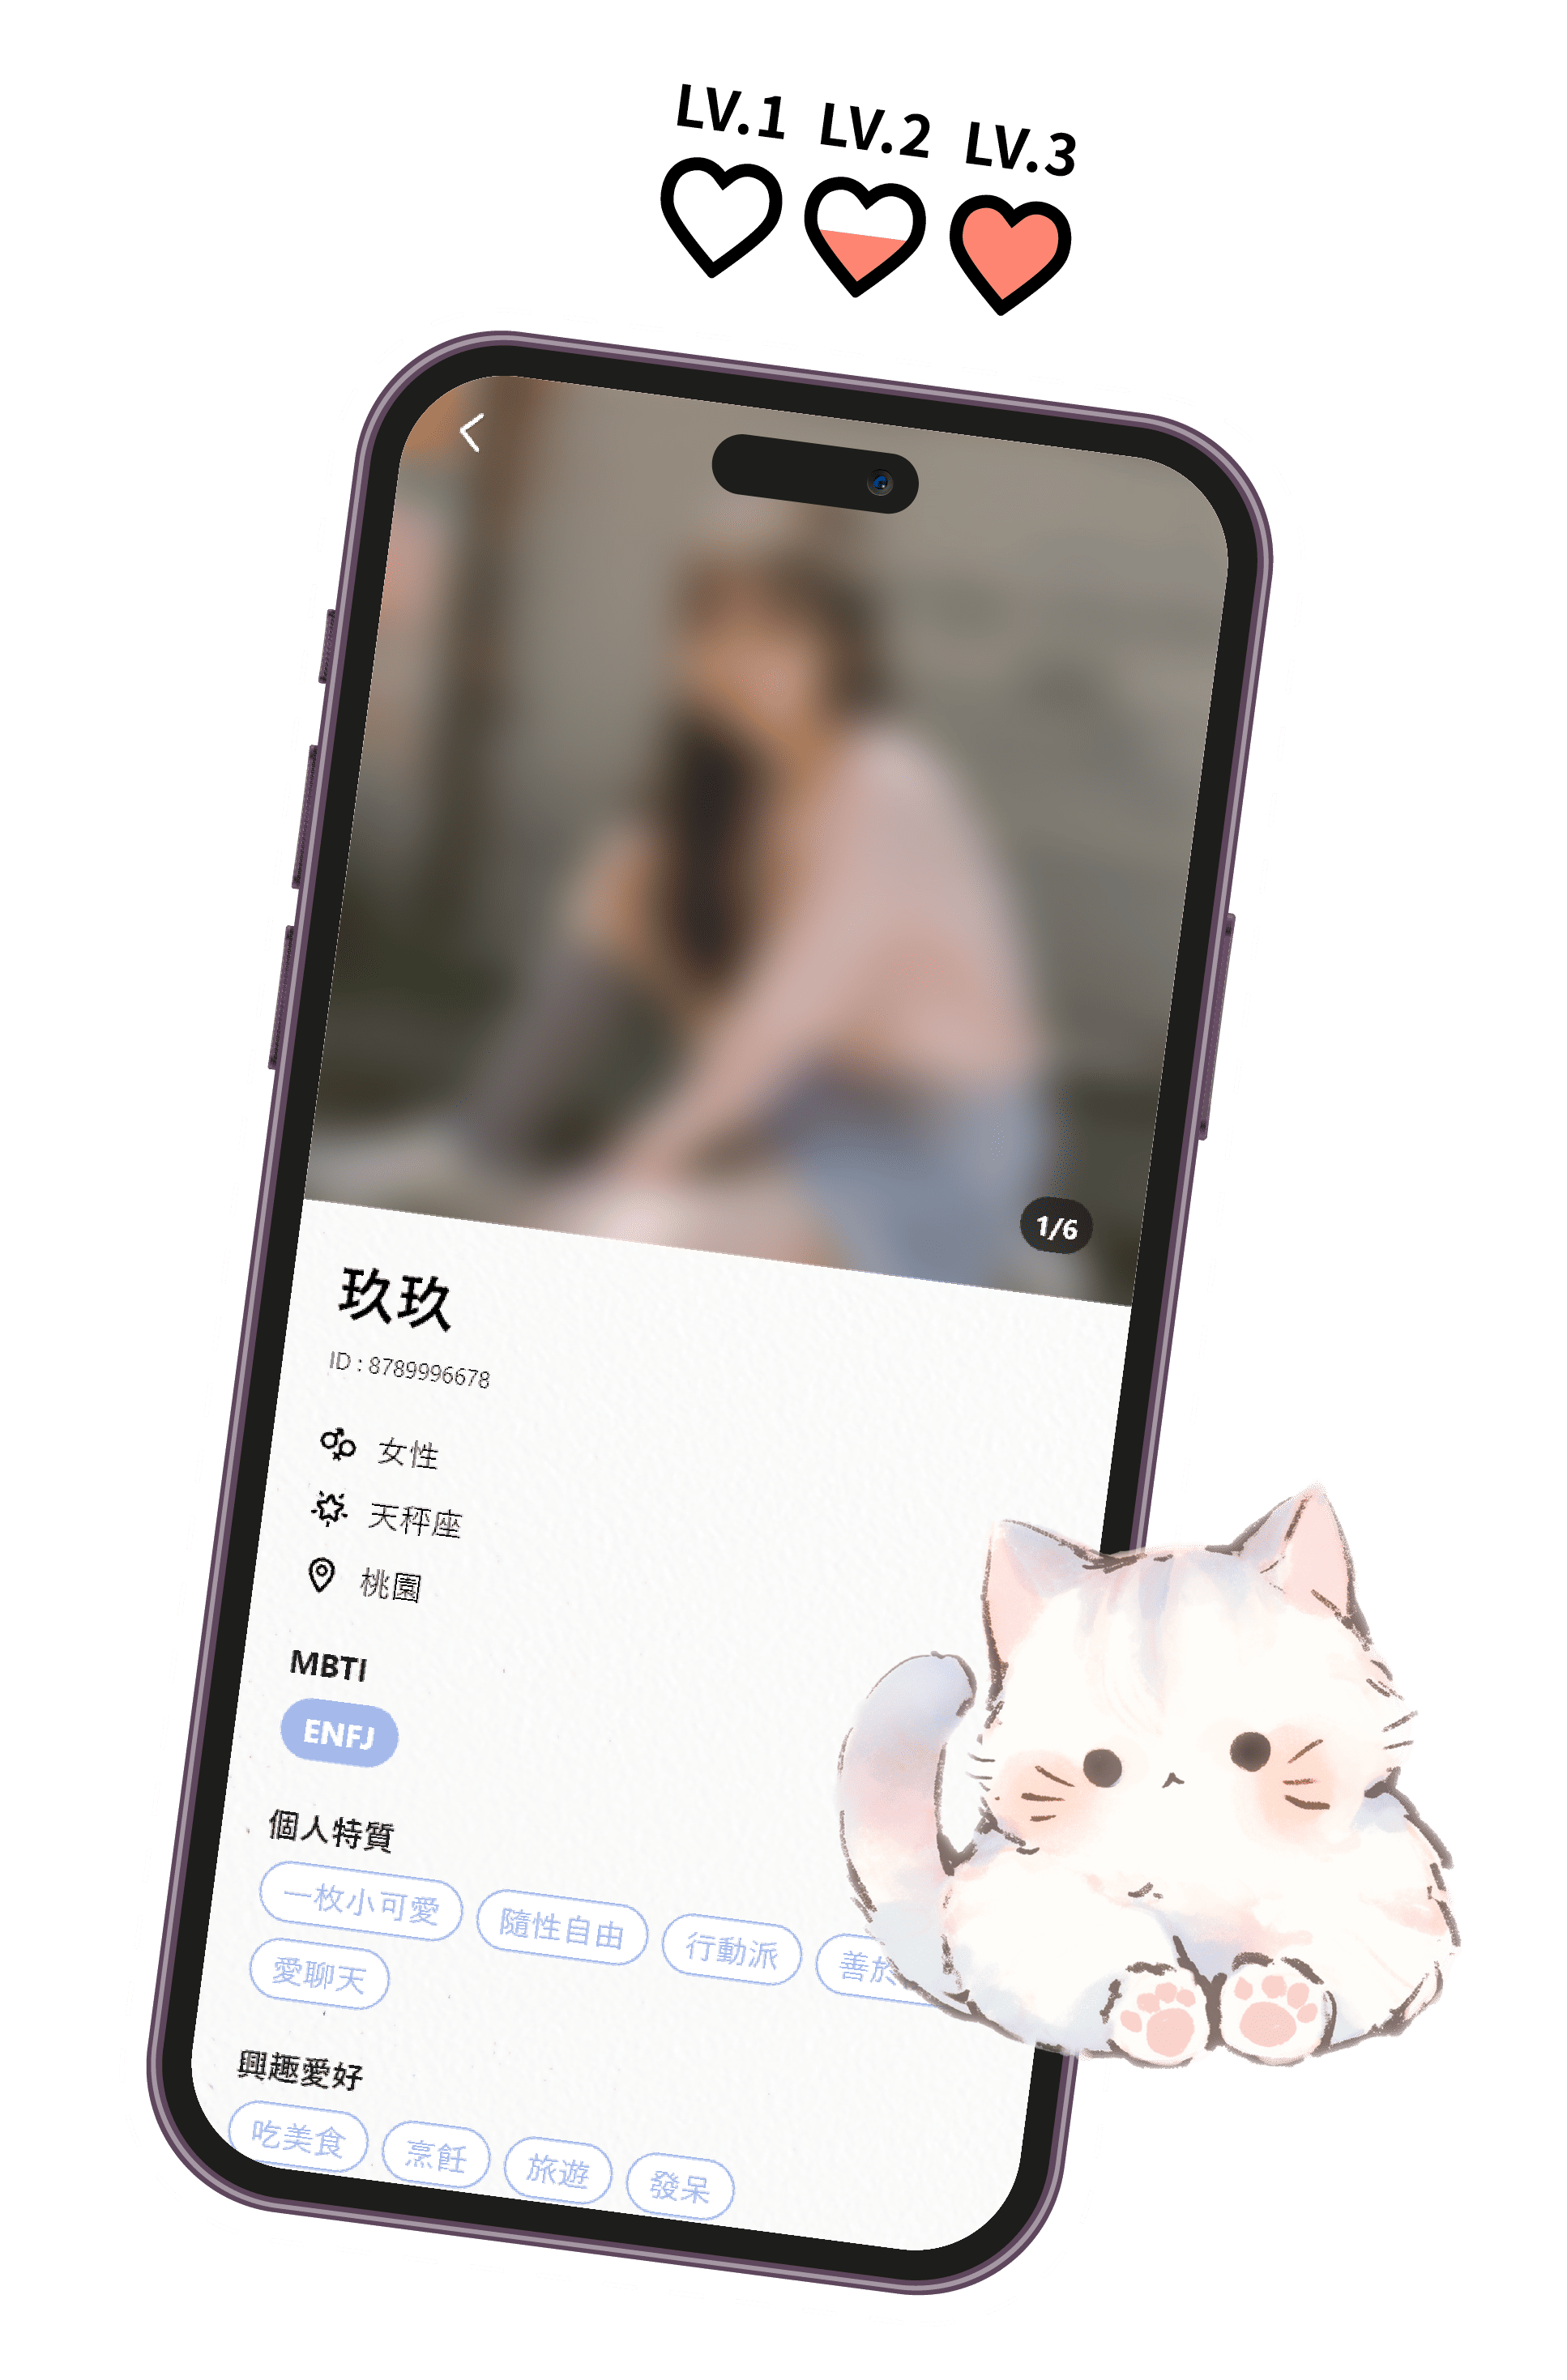 LV.1 LV.2 LV.3
1/6
玖玖
ID : 8789996678
女性
天秤座
桃園
MBTI
ENFJ
個人特質
一枚小可愛 隨性自由 行動派 善於
愛聊天
興趣愛好
吃美食 烹飪 旅遊 發呆